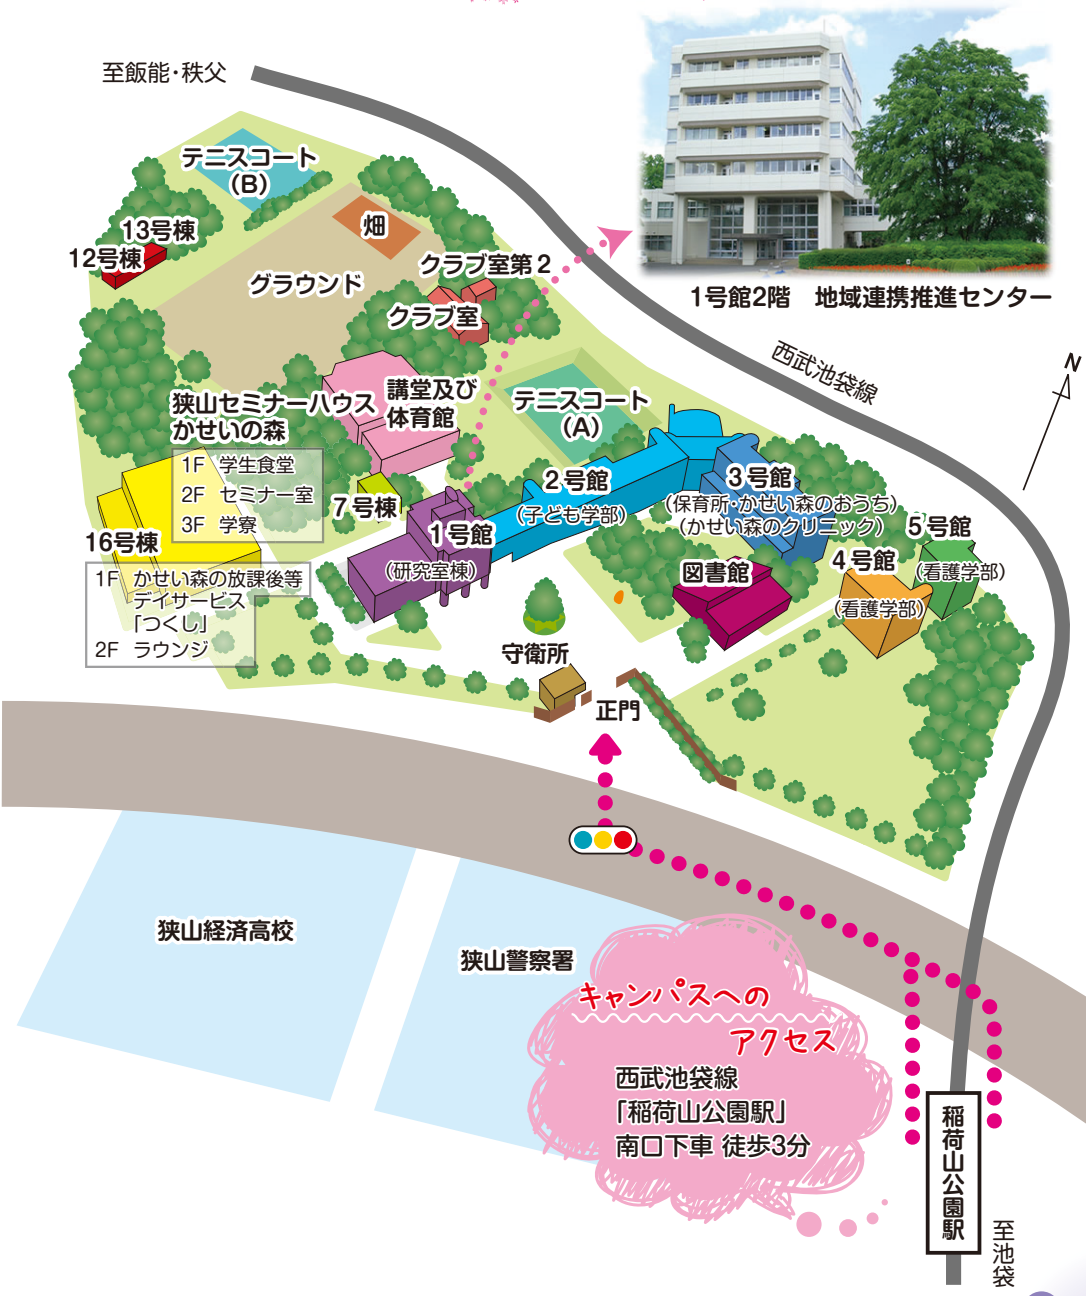 至飯能・秩父
テニスコート
（B）
13号棟
12号棟
畑
グラウンド
クラブ室第２
クラブ室
1号館2階　地域連携推進センター
西武池袋線
N
講堂及び
体育館
テニスコート
（A）
狭山セミナーハウス
かせいの森
1F　学生食堂
2F　セミナー室
3F　学寮
16号棟
1F　かせい森の放課後等
デイサービス
「つくし」
2F　ラウンジ
７号棟
１号館
（研究室棟）
２号館
（子ども学部）
３号館
（保育所・かせい森のおうち）
（かせい森のクリニック）
図書館
４号館
（看護学部）
５号館
（看護学部）
守衛所
正門
狭山経済高校
狭山警察署
キャンパスへの
アクセス
西武池袋線
「稲荷山公園駅」
南口下車 徒歩3分
稲荷山公園駅
至池袋